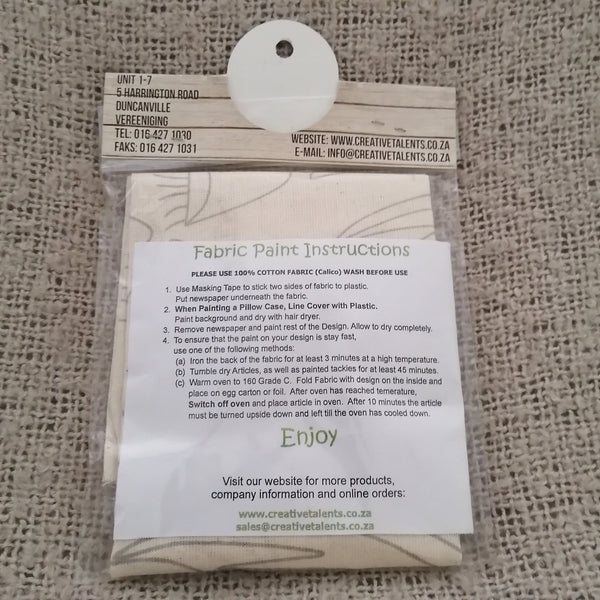 UNIT 1-7
5 HARRINGTON ROAD
DUNCANVILLE
VEREENIGING
TEL: 016 427 1030
FAKS: 016 427 1031
WEBSITE: WWW.CREATIVETALENTS.CO.ZA
E-MAIL: INFO@CREATIVETALENTS.CO.ZA
Fabric Paint Instructions
PLEASE USE 100% COTTON FABRIC (Calico) WASH BEFORE USE
1. Use Masking Tape to stick two sides of fabric to plastic.
Put newspaper underneath the fabric.
2. When Painting a Pillow Case, Line Cover with Plastic.
Paint background and dry with hair dryer.
3. Remove newspaper and paint rest of the Design. Allow to dry completely.
4. To ensure that the paint on your design is stay fast,
use one of the following methods:
(a) Iron the back of the fabric for at least 3 minutes at a high temperature.
(b) Tumble dry Articles, as well as painted tackies for at least 45 minutes.
(c) Warm oven to 160 Grade C. Fold Fabric with design on the inside and
place on egg carton or foil. After oven has reached temerature,
Switch off oven and place article in oven. After 10 minutes the article
must be turned upside down and left till the oven has cooled down.
Enjoy
Visit our website for more products,
company information and online orders:
www.creativetalents.co.za
sales@creativetalents.co.za